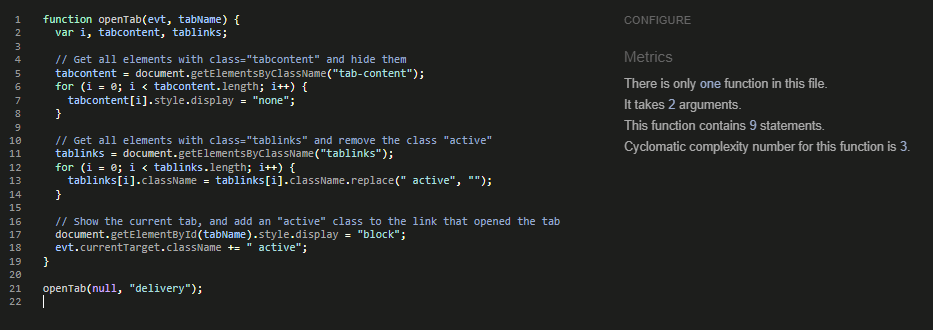 1 function openTab(evt, tabName) {
2 var i, tabcontent, tablinks;
3
4 // Get all elements with class="tabcontent" and hide them
5 tabcontent = document.getElementsByClassName("tab-content");
6 for (i = 0; i < tabcontent.length; i++) {
7 tabcontent[i].style.display = "none";
8 }
9
10 // Get all elements with class="tablinks" and remove the class "active"
11 tablinks = document.getElementsByClassName("tablinks");
12 for (i = 0; i < tablinks.length; i++) {
13 tablinks[i].className = tablinks[i].className.replace(" active", "");
14 }
15
16 // Show the current tab, and add an "active" class to the link that opened the tab
17 document.getElementById(tabName).style.display = "block";
18 evt.currentTarget.className += " active";
19 }
20
21 openTab(null, "delivery");
22
CONFIGURE
Metrics
There is only one function in this file.
It takes 2 arguments.
This function contains 9 statements.
Cyclomatic complexity number for this function is 3.